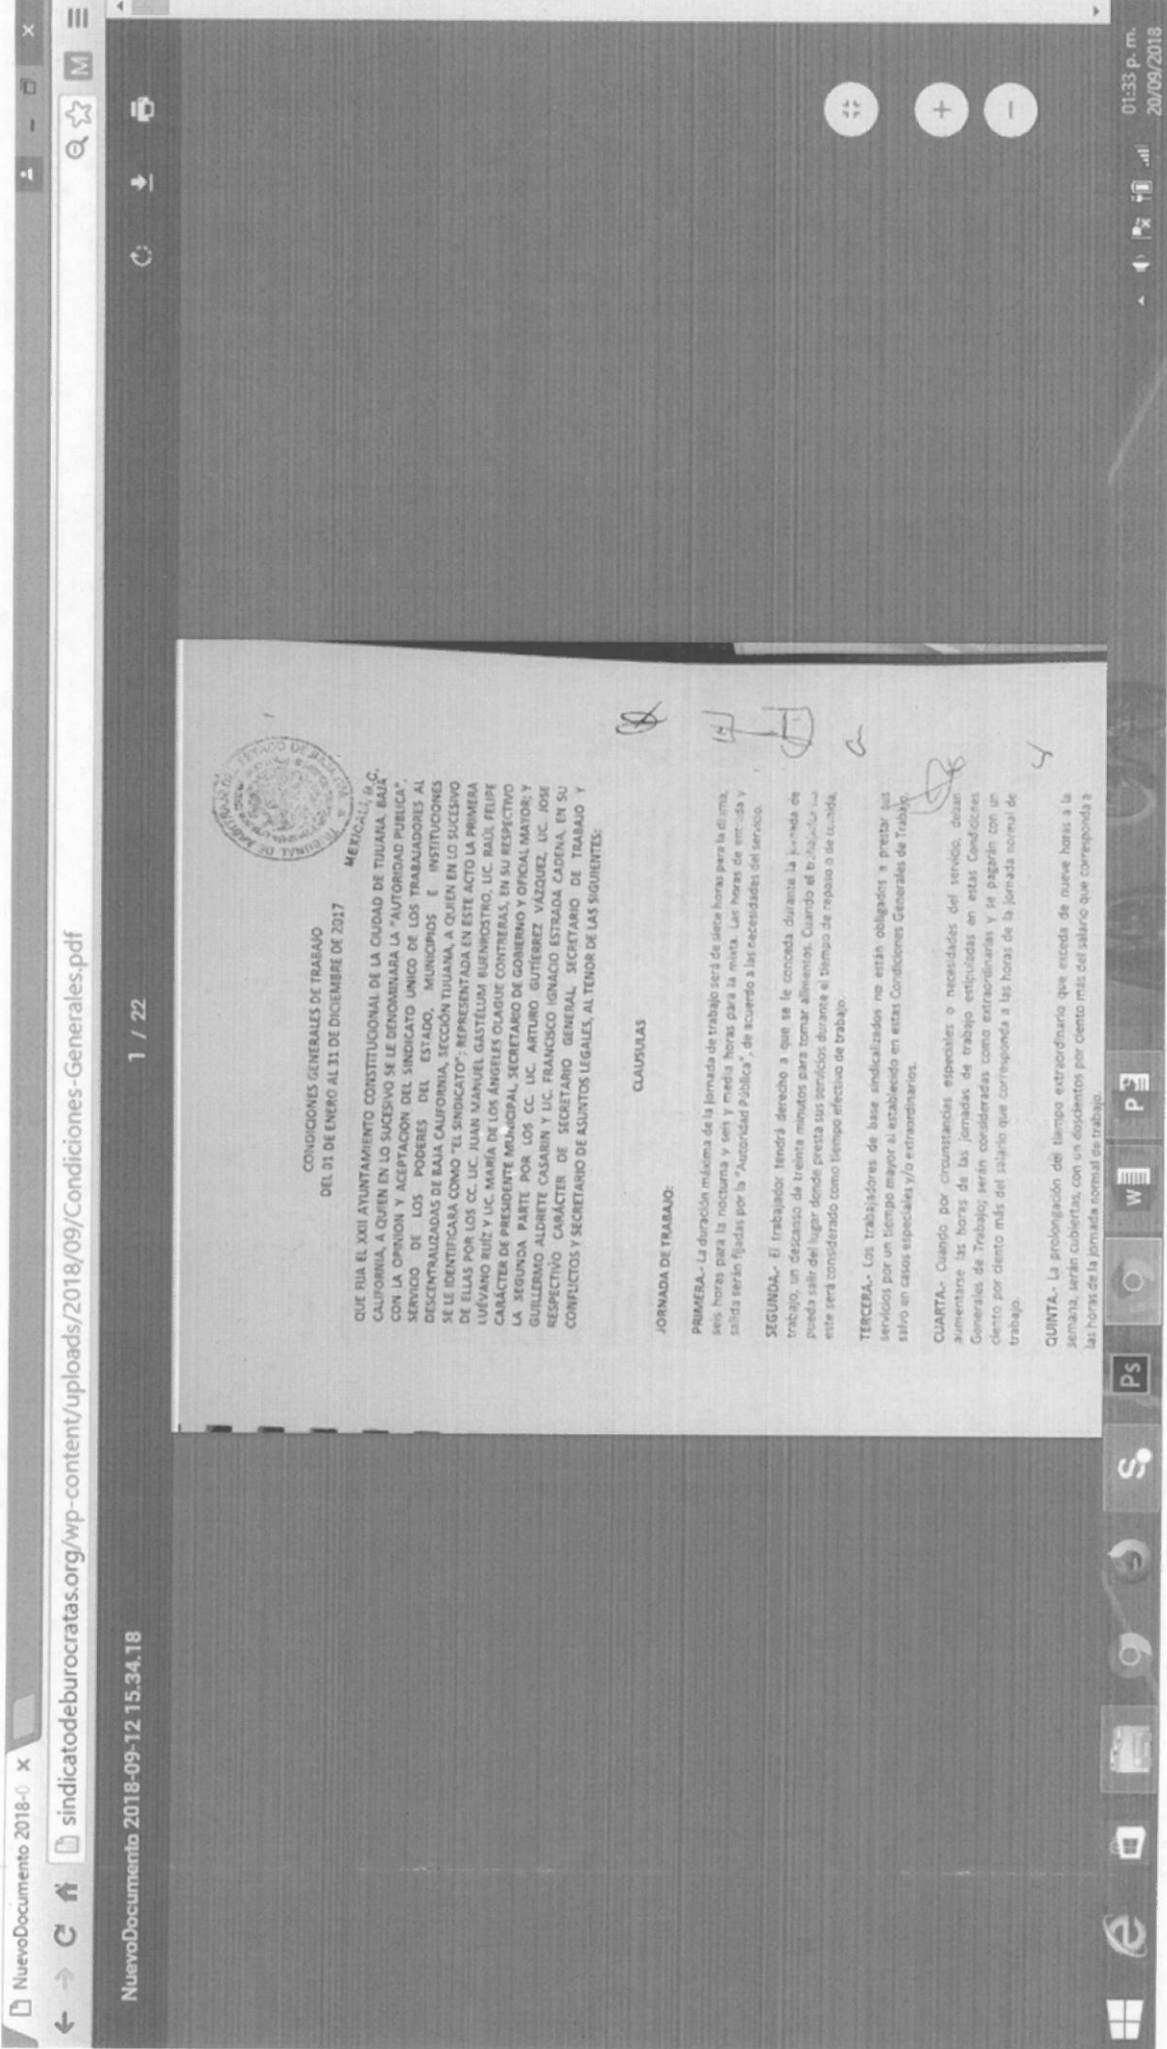 NuevoDocumento 2018-0
sindicatodeburocratas.org/wp-content/uploads/2018/09/Condiciones-Generales.pdf
M
NuevoDocumento 2018-09-12 15.34.18
1 / 22
TRIBUNAL DE ARBITRAJE DEL ESTADO DE BAJA
MEXICALI, B.C.
CONDICIONES GENERALES DE TRABAJO
DEL 01 DE ENERO AL 31 DE DICIEMBRE DE 2017
QUE FIJA EL XXII AYUNTAMIENTO CONSTITUCIONAL DE LA CIUDAD DE TIJUANA, BAJA
CALIFORNIA, A QUIEN EN LO SUCESIVO SE LE DENOMINARA LA "AUTORIDAD PUBLICA",
CON LA OPINION Y ACEPTACION DEL SINDICATO UNICO DE LOS TRABAJADORES AL
SERVICIO DE LOS PODERES DEL ESTADO, MUNICIPIOS E INSTITUCIONES
DESCENTRALIZADAS DE BAJA CALIFORNIA, SECCIÓN TIJUANA, A QUIEN EN LO SUCESIVO
SE LE IDENTIFICARA COMO "EL SINDICATO"; REPRESENTADA EN ESTE ACTO LA PRIMERA
DE ELLAS POR LOS CC. LIC. JUAN MANUEL GASTÉLUM BUENROSTRO, LIC. RAÚL FELIPE
LUÉVANO RUÍZ Y LIC. MARÍA DE LOS ÁNGELES OLAGUE CONTRERAS, EN SU RESPECTIVO
CARÁCTER DE PRESIDENTE MUNICIPAL, SECRETARIO DE GOBIERNO Y OFICIAL MAYOR; Y
LA SEGUNDA PARTE POR LOS CC. LIC. ARTURO GUTIÉRREZ VÁZQUEZ, LIC. JOSE
GUILLERMO ALDRETE CASARIN Y LIC. FRANCISCO IGNACIO ESTRADA CADENA, EN SU
RESPECTIVO CARÁCTER DE SECRETARIO GENERAL, SECRETARIO DE TRABAJO Y
CONFLICTOS Y SECRETARIO DE ASUNTOS LEGALES, AL TENOR DE LAS SIGUIENTES:
CLAUSULAS
JORNADA DE TRABAJO:
PRIMERA.- La duración máxima de la jornada de trabajo será de siete horas para la diurna,
seis horas para la nocturna y seis y media horas para la mixta. Las horas de entrada y
salida serán fijadas por la "Autoridad Pública", de acuerdo a las necesidades del servicio.
SEGUNDA.- El trabajador tendrá derecho a que se le conceda durante la jornada de
trabajo, un descanso de treinta minutos para tomar alimentos. Cuando el trabajador no
pueda salir del lugar donde presta sus servicios durante el tiempo de reposo o de comida,
este será considerado como tiempo efectivo de trabajo.
TERCERA.- Los trabajadores de base sindicalizados no están obligados a prestar sus
servicios por un tiempo mayor al establecido en estas Condiciones Generales de Trabajo,
salvo en casos especiales y/o extraordinarios.
CUARTA.- Cuando por circunstancias especiales o necesidades del servicio, deban
aumentarse las horas de las jornadas de trabajo estipuladas en estas Condiciones
Generales de Trabajo; serán consideradas como extraordinarias y se pagarán con un
ciento por ciento más del salario que corresponda a las horas de la jornada normal de
trabajo.
QUINTA.- La prolongación del tiempo extraordinario que exceda de nueve horas a la
semana, serán cubiertas, con un doscientos por ciento más del salario que corresponda a
las horas de la jornada normal de trabajo.
Ps
01:33 p. m.
20/09/2018